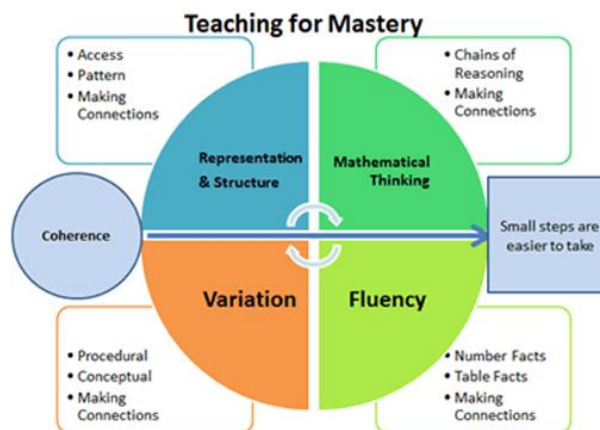 Teaching for Mastery
• Access
• Pattern
• Making
Connections
• Chains of
Reasoning
• Making
Connections
Representation
& Structure
Mathematical
Thinking
Coherence
Small steps are
easier to take
Variation
Fluency
• Procedural
• Conceptual
• Making
Connections
• Number Facts
• Table Facts
• Making
Connections